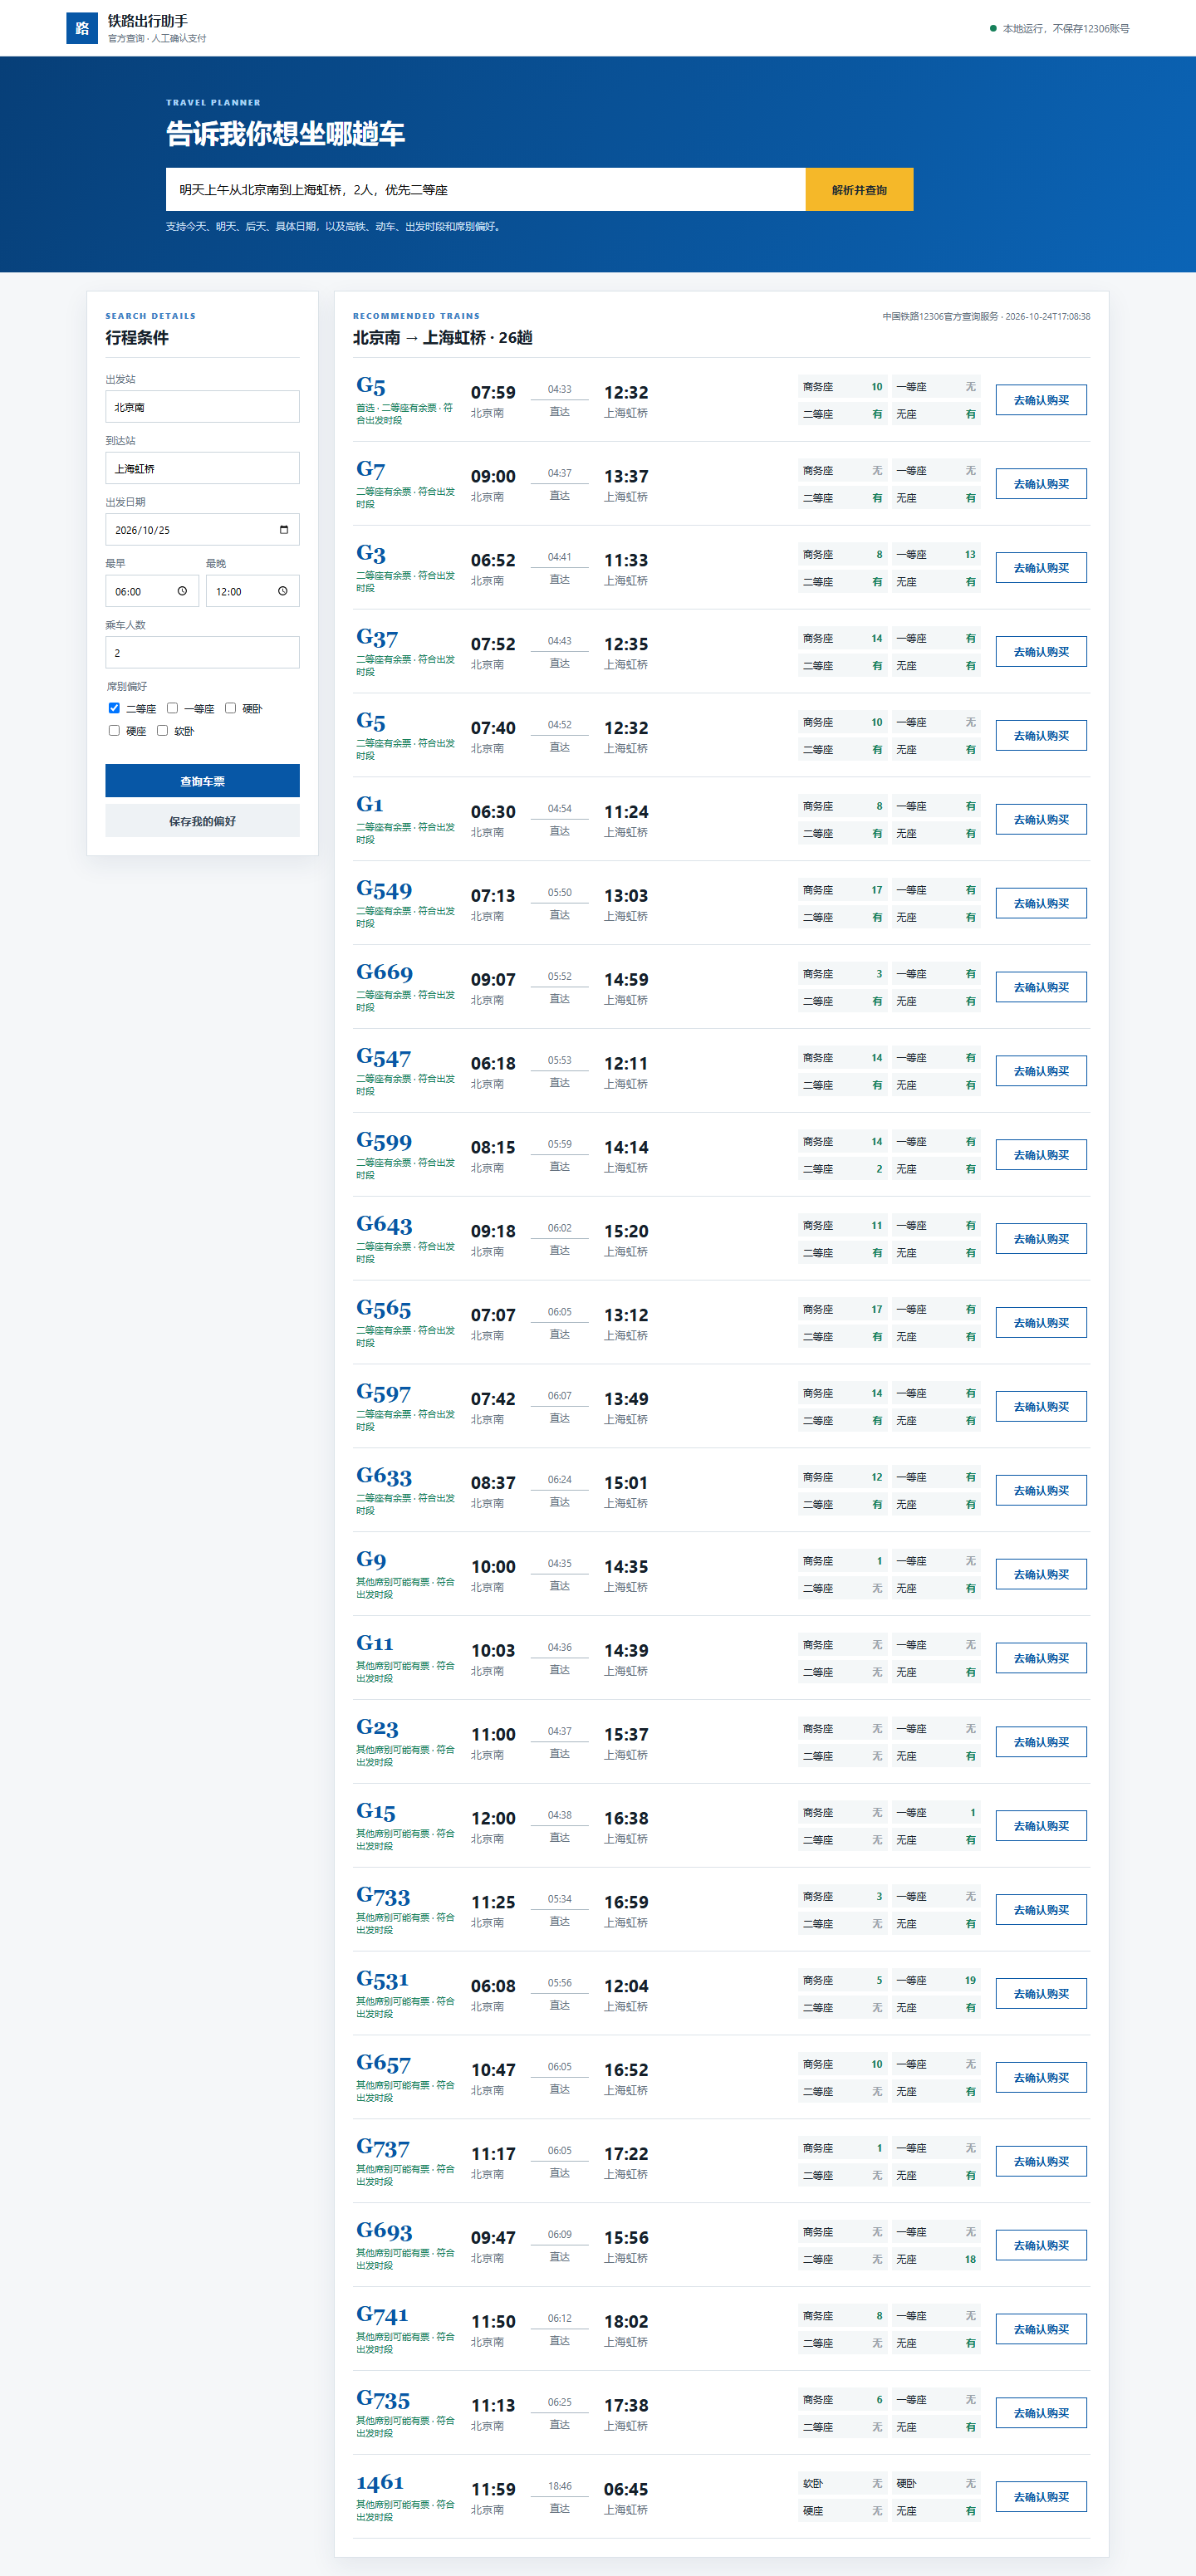 路
铁路出行助手
官方查询 · 人工确认支付
本地运行，不保存12306账号
TRAVEL PLANNER
告诉我你想坐哪趟车
明天上午从北京南到上海虹桥，2人，优先二等座
解析并查询
支持今天、明天、后天、具体日期，以及高铁、动车、出发时段和席别偏好。
SEARCH DETAILS
行程条件
出发站
北京南
到达站
上海虹桥
出发日期
2026/10/25
最早 最晚
06:00 12:00
乘车人数
2
席别偏好
二等座 一等座 硬卧
硬座 软卧
查询车票
保存我的偏好
RECOMMENDED TRAINS
北京南 → 上海虹桥 · 26趟
中国铁路12306官方查询服务 · 2026-10-24T17:08:38
G5
首选 · 二等座有余票 · 符
合出发时段
07:59 04:33 12:32
北京南 直达 上海虹桥
商务座 10 一等座 无
二等座 有 无座 有
去确认购买
G7
二等座有余票 · 符合出发
时段
09:00 04:37 13:37
北京南 直达 上海虹桥
商务座 无 一等座 无
二等座 有 无座 有
去确认购买
G3
二等座有余票 · 符合出发
时段
06:52 04:41 11:33
北京南 直达 上海虹桥
商务座 8 一等座 13
二等座 有 无座 有
去确认购买
G37
二等座有余票 · 符合出发
时段
07:52 04:43 12:35
北京南 直达 上海虹桥
商务座 14 一等座 有
二等座 有 无座 有
去确认购买
G5
二等座有余票 · 符合出发
时段
07:40 04:52 12:32
北京南 直达 上海虹桥
商务座 10 一等座 无
二等座 有 无座 有
去确认购买
G1
二等座有余票 · 符合出发
时段
06:30 04:54 11:24
北京南 直达 上海虹桥
商务座 8 一等座 有
二等座 有 无座 有
去确认购买
G549
二等座有余票 · 符合出发
时段
07:13 05:50 13:03
北京南 直达 上海虹桥
商务座 17 一等座 有
二等座 有 无座 有
去确认购买
G669
二等座有余票 · 符合出发
时段
09:07 05:52 14:59
北京南 直达 上海虹桥
商务座 3 一等座 有
二等座 有 无座 有
去确认购买
G547
二等座有余票 · 符合出发
时段
06:18 05:53 12:11
北京南 直达 上海虹桥
商务座 14 一等座 有
二等座 有 无座 有
去确认购买
G599
二等座有余票 · 符合出发
时段
08:15 05:59 14:14
北京南 直达 上海虹桥
商务座 14 一等座 有
二等座 2 无座 有
去确认购买
G643
二等座有余票 · 符合出发
时段
09:18 06:02 15:20
北京南 直达 上海虹桥
商务座 11 一等座 有
二等座 有 无座 有
去确认购买
G565
二等座有余票 · 符合出发
时段
07:07 06:05 13:12
北京南 直达 上海虹桥
商务座 17 一等座 有
二等座 有 无座 有
去确认购买
G597
二等座有余票 · 符合出发
时段
07:42 06:07 13:49
北京南 直达 上海虹桥
商务座 14 一等座 有
二等座 有 无座 有
去确认购买
G633
二等座有余票 · 符合出发
时段
08:37 06:24 15:01
北京南 直达 上海虹桥
商务座 12 一等座 有
二等座 有 无座 有
去确认购买
G9
其他席别可能有票 · 符合
出发时段
10:00 04:35 14:35
北京南 直达 上海虹桥
商务座 1 一等座 无
二等座 无 无座 有
去确认购买
G11
其他席别可能有票 · 符合
出发时段
10:03 04:36 14:39
北京南 直达 上海虹桥
商务座 无 一等座 无
二等座 无 无座 有
去确认购买
G23
其他席别可能有票 · 符合
出发时段
11:00 04:37 15:37
北京南 直达 上海虹桥
商务座 无 一等座 无
二等座 无 无座 有
去确认购买
G15
其他席别可能有票 · 符合
出发时段
12:00 04:38 16:38
北京南 直达 上海虹桥
商务座 无 一等座 1
二等座 无 无座 有
去确认购买
G733
其他席别可能有票 · 符合
出发时段
11:25 05:34 16:59
北京南 直达 上海虹桥
商务座 3 一等座 无
二等座 无 无座 有
去确认购买
G531
其他席别可能有票 · 符合
出发时段
06:08 05:56 12:04
北京南 直达 上海虹桥
商务座 5 一等座 19
二等座 无 无座 有
去确认购买
G657
其他席别可能有票 · 符合
出发时段
10:47 06:05 16:52
北京南 直达 上海虹桥
商务座 10 一等座 无
二等座 无 无座 有
去确认购买
G737
其他席别可能有票 · 符合
出发时段
11:17 06:05 17:22
北京南 直达 上海虹桥
商务座 1 一等座 无
二等座 无 无座 有
去确认购买
G693
其他席别可能有票 · 符合
出发时段
09:47 06:09 15:56
北京南 直达 上海虹桥
商务座 无 一等座 无
二等座 无 无座 18
去确认购买
G741
其他席别可能有票 · 符合
出发时段
11:50 06:12 18:02
北京南 直达 上海虹桥
商务座 8 一等座 无
二等座 无 无座 有
去确认购买
G735
其他席别可能有票 · 符合
出发时段
11:13 06:25 17:38
北京南 直达 上海虹桥
商务座 6 一等座 无
二等座 无 无座 有
去确认购买
1461
其他席别可能有票 · 符合
出发时段
11:59 18:46 06:45
北京南 直达 上海虹桥
软卧 无 硬卧 无
硬座 无 无座 有
去确认购买